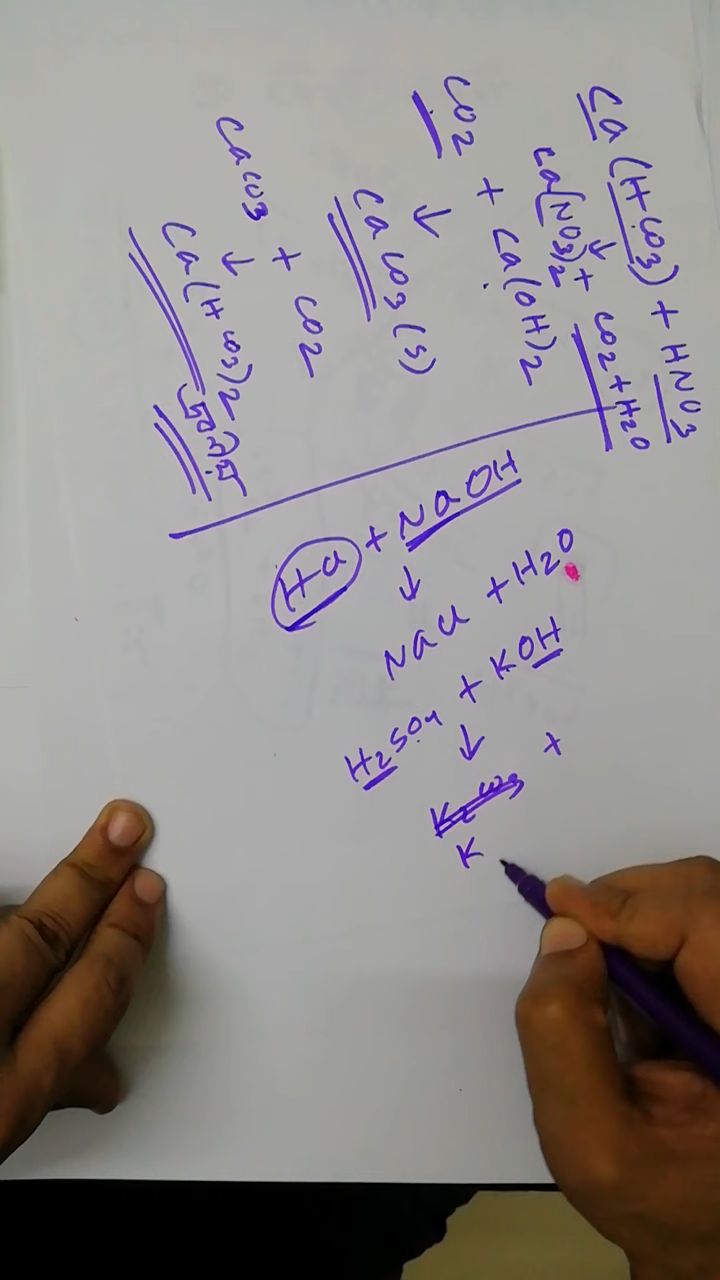 Ca(HCO3) + HNO3
↓
Ca(NO3)2 + CO2 + H2O
CO2 + Ca(OH)2
↓
CaCO3(s)
CaCO3 + CO2
↓
Ca(HCO3)2
HCl + NaOH
↓
NaCl + H2O
H2SO4 + KOH
↓ +
K2CO3
K